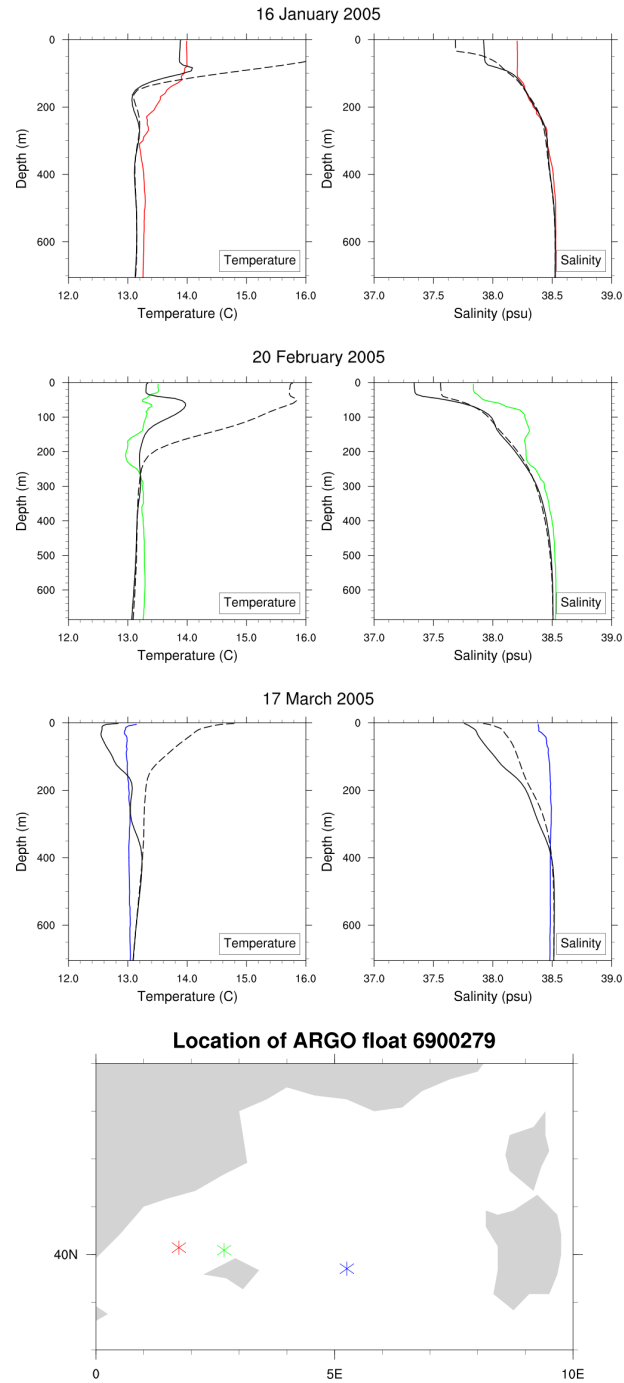 16 January 2005
0
200
400
600
Depth (m)
Temperature
12.0 13.0 14.0 15.0 16.0
Temperature (C)
0
200
400
600
Depth (m)
Salinity
37.0 37.5 38.0 38.5 39.0
Salinity (psu)
20 February 2005
0
100
200
300
400
500
600
Depth (m)
Temperature
12.0 13.0 14.0 15.0 16.0
Temperature (C)
0
100
200
300
400
500
600
Depth (m)
Salinity
37.0 37.5 38.0 38.5 39.0
Salinity (psu)
17 March 2005
0
200
400
600
Depth (m)
Temperature
12.0 13.0 14.0 15.0 16.0
Temperature (C)
0
200
400
600
Depth (m)
Salinity
37.0 37.5 38.0 38.5 39.0
Salinity (psu)
Location of ARGO float 6900279
40N
0 5E 10E